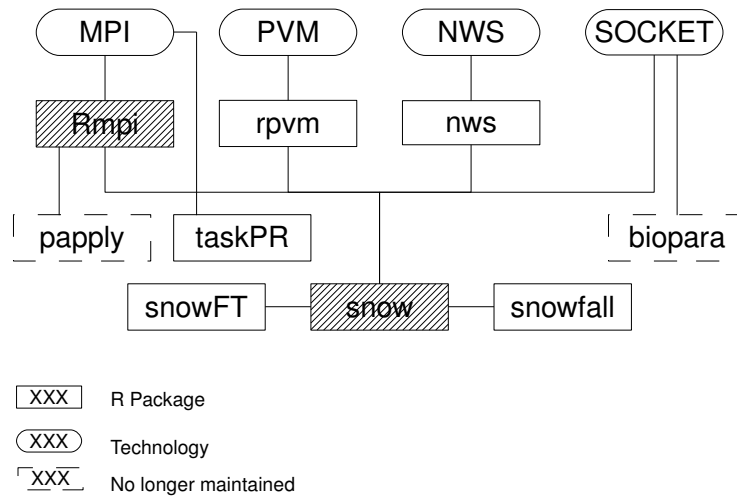 MPI PVM NWS SOCKET
Rmpi rpvm nws
papply taskPR biopara
snowFT snow snowfall
XXX R Package
XXX Technology
XXX No longer maintained